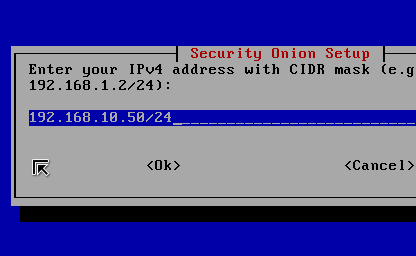 Security Onion Setup
Enter your IPv4 address with CIDR mask (e.g
192.168.1.2/24):
192.168.10.50/24_
<Ok> <Cancel>